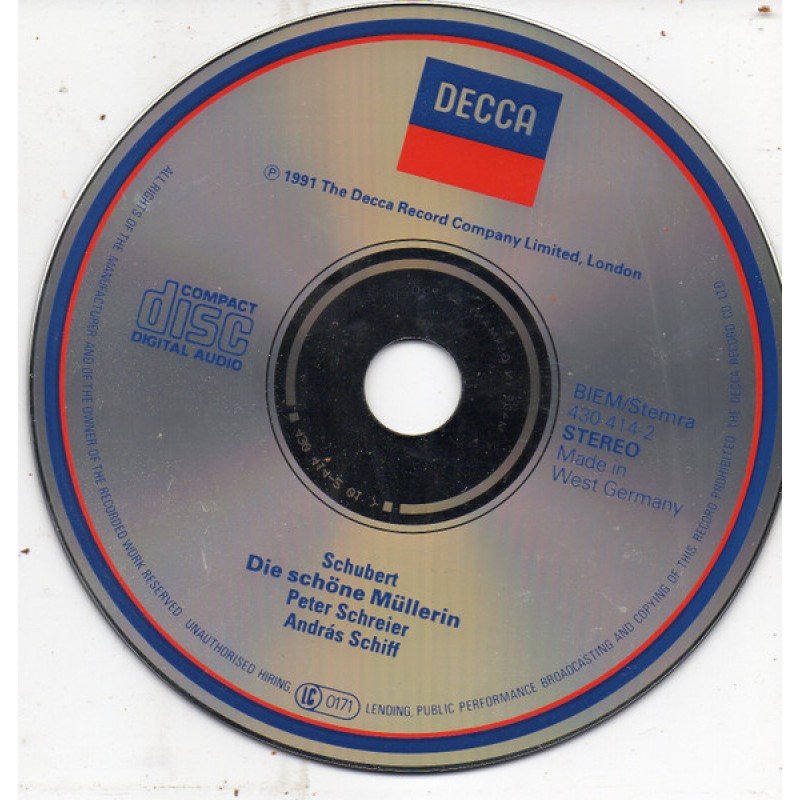 DECCA
℗ 1991 The Decca Record Company Limited, London
COMPACT
disc
DIGITAL AUDIO
BIEM/Stemra
430 414-2
STEREO
Made in
West Germany
Schubert
Die schöne Müllerin
Peter Schreier
András Schiff
ALL RIGHTS OF THE MANUFACTURER AND OF THE OWNER OF THE RECORDED WORK RESERVED. UNAUTHORISED HIRING, LC 0171 LENDING, PUBLIC PERFORMANCE BROADCASTING AND COPYING OF THIS RECORD PROHIBITED. THE DECCA RECORD CO. LTD.